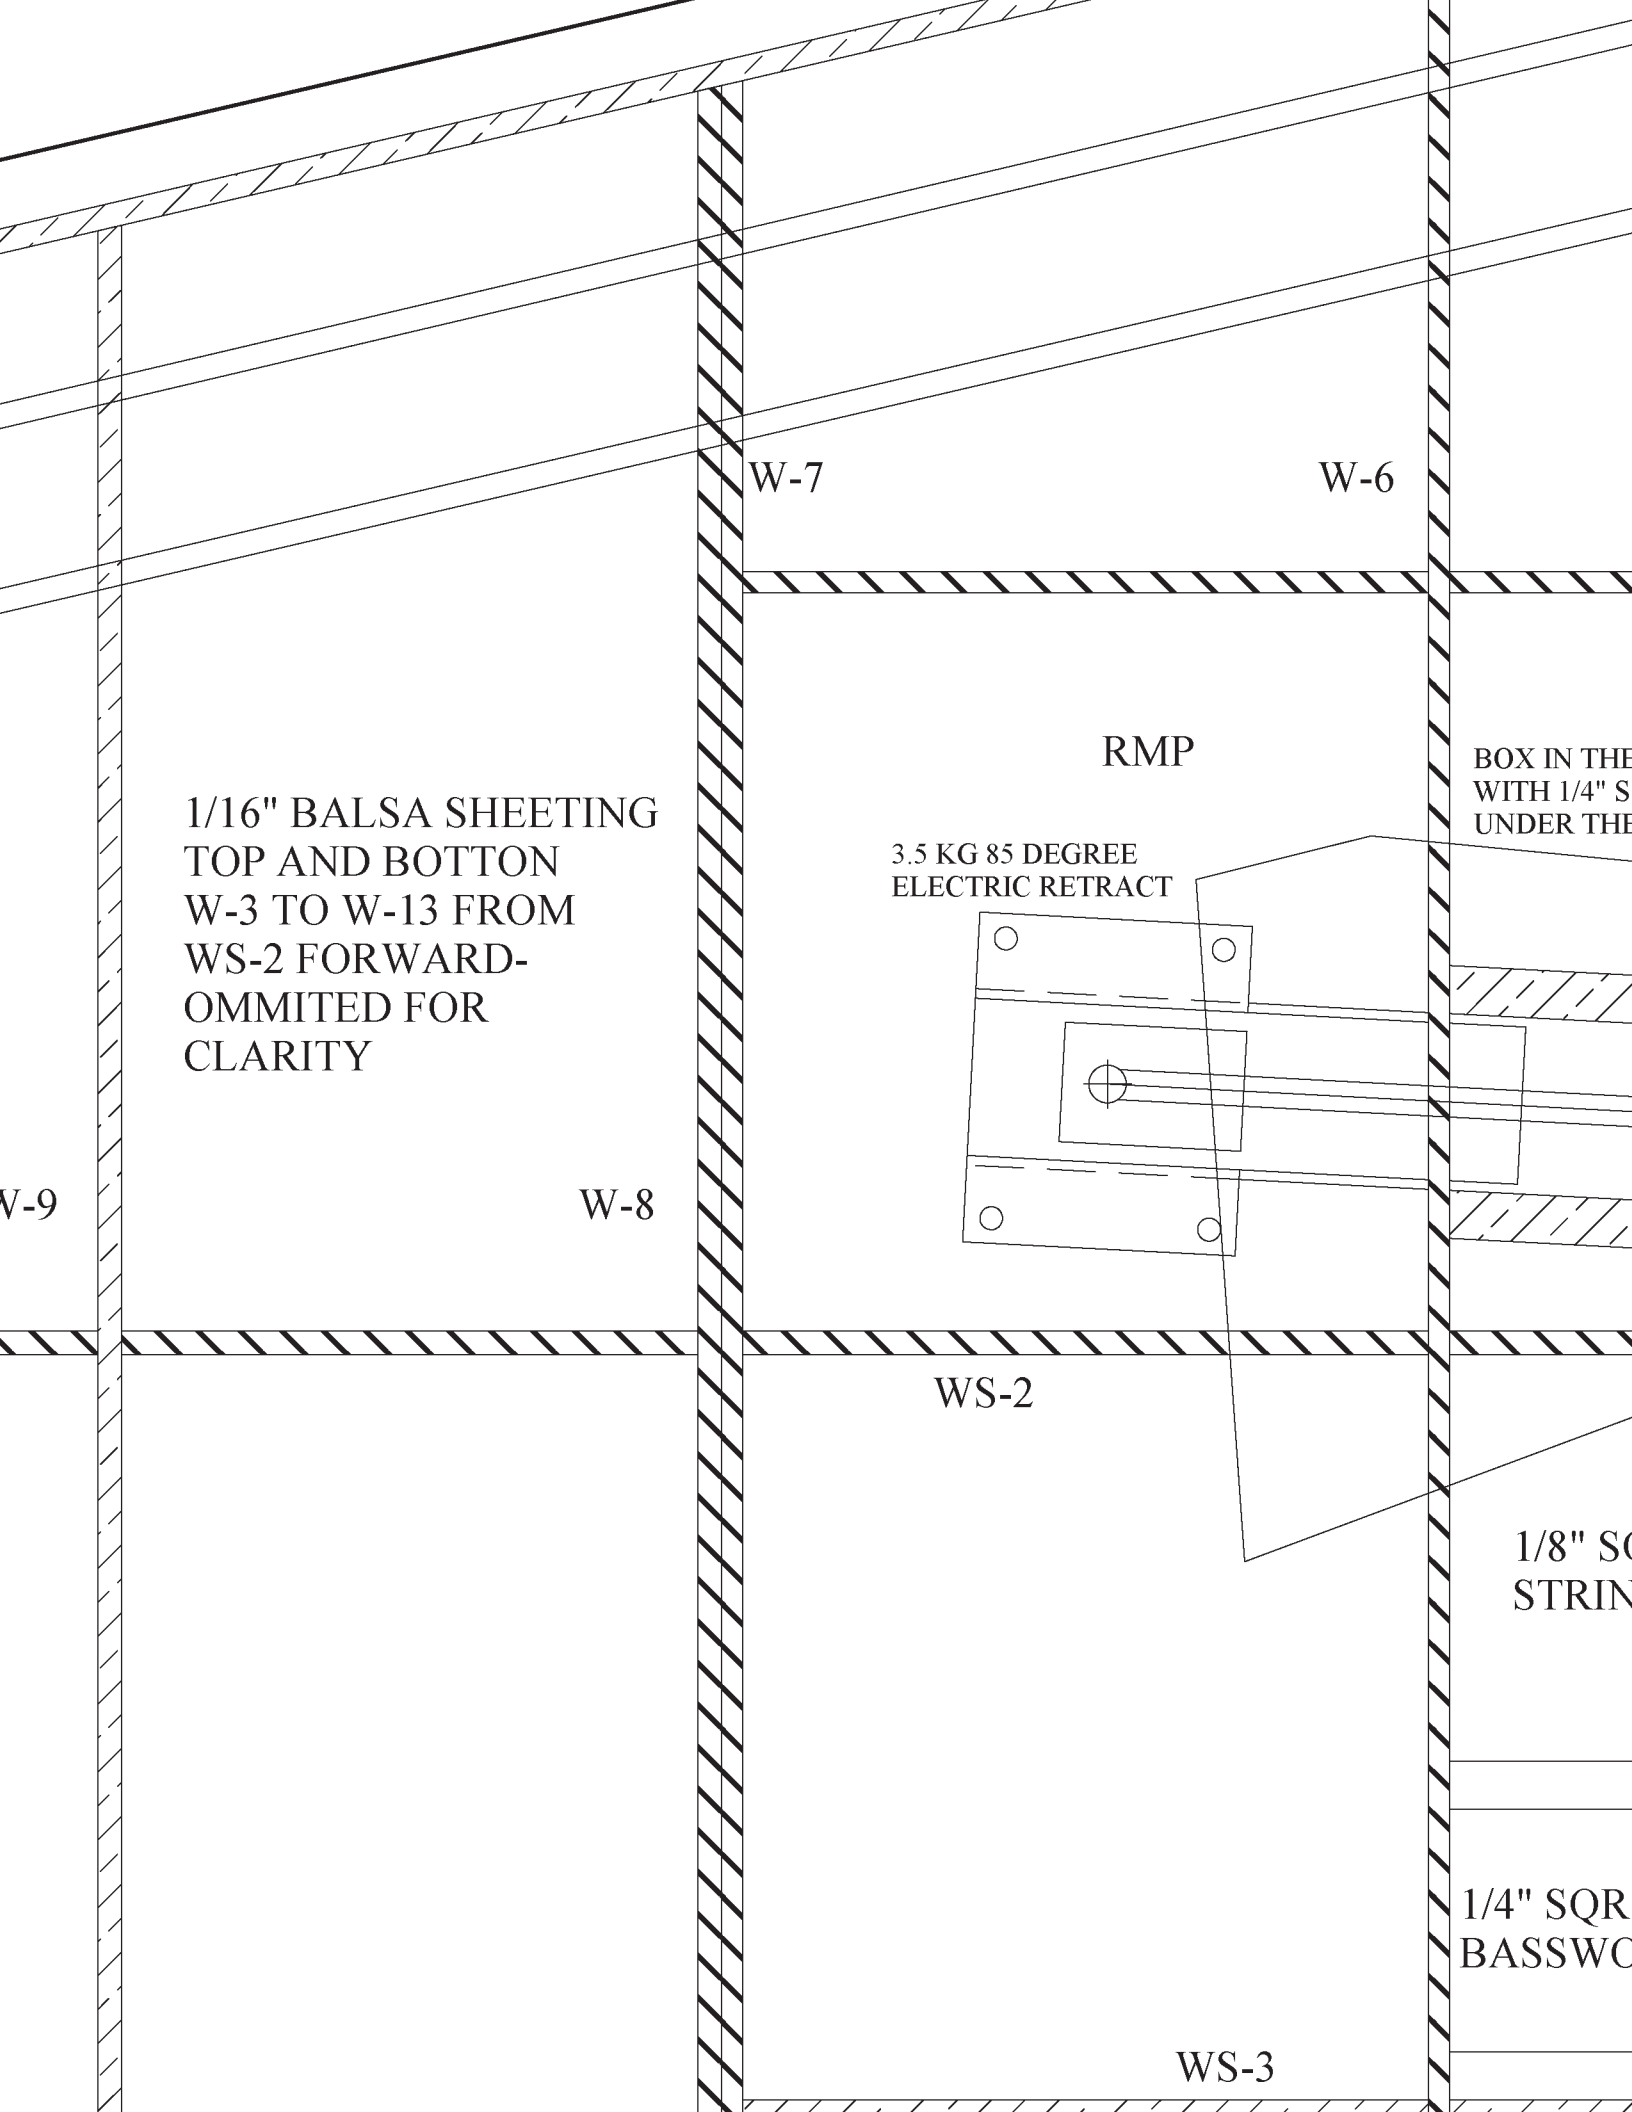 W-7
W-6
RMP
BOX IN THE
WITH 1/4" S
UNDER THE
1/16" BALSA SHEETING
TOP AND BOTTON
W-3 TO W-13 FROM
WS-2 FORWARD-
OMMITED FOR
CLARITY
3.5 KG 85 DEGREE
ELECTRIC RETRACT
W-9
W-8
WS-2
1/8" SQ
STRIN
1/4" SQR
BASSWO
WS-3